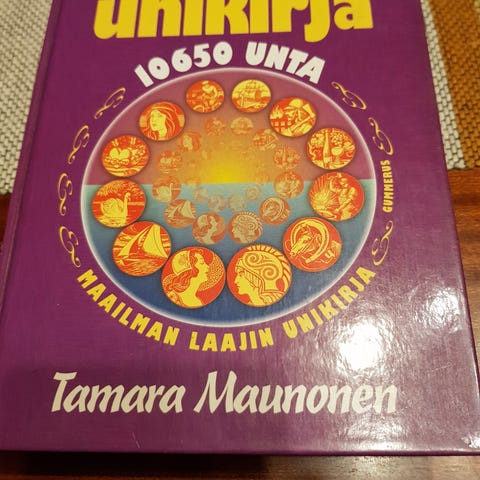 unikirja
10650 UNTA
GUMMERUS
MAAILMAN LAAJIN UNIKIRJA
Tamara Maunonen